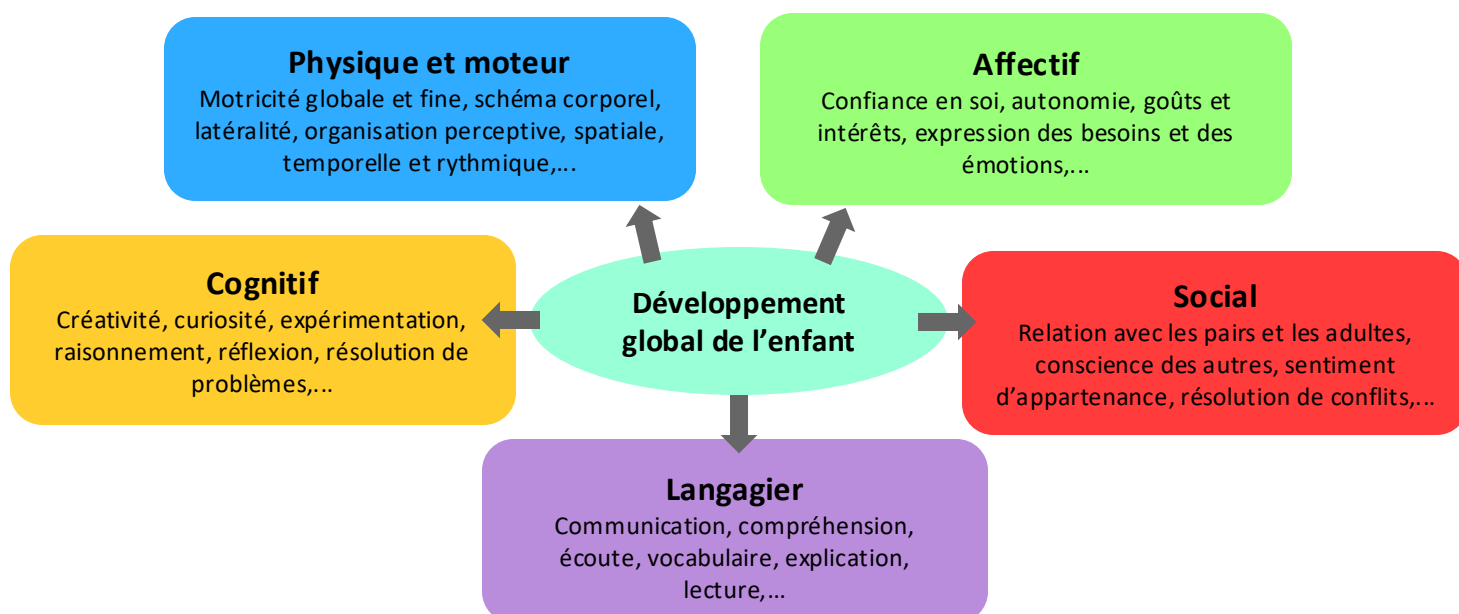 Physique et moteur
Motricité globale et fine, schéma corporel,
latéralité, organisation perceptive, spatiale,
temporelle et rythmique,...
Affectif
Confiance en soi, autonomie, goûts et
intérêts, expression des besoins et des
émotions,...
Cognitif
Créativité, curiosité, expérimentation,
raisonnement, réflexion, résolution de
problèmes,...
Développement
global de l’enfant
Social
Relation avec les pairs et les adultes,
conscience des autres, sentiment
d’appartenance, résolution de conflits,...
Langagier
Communication, compréhension,
écoute, vocabulaire, explication,
lecture,...